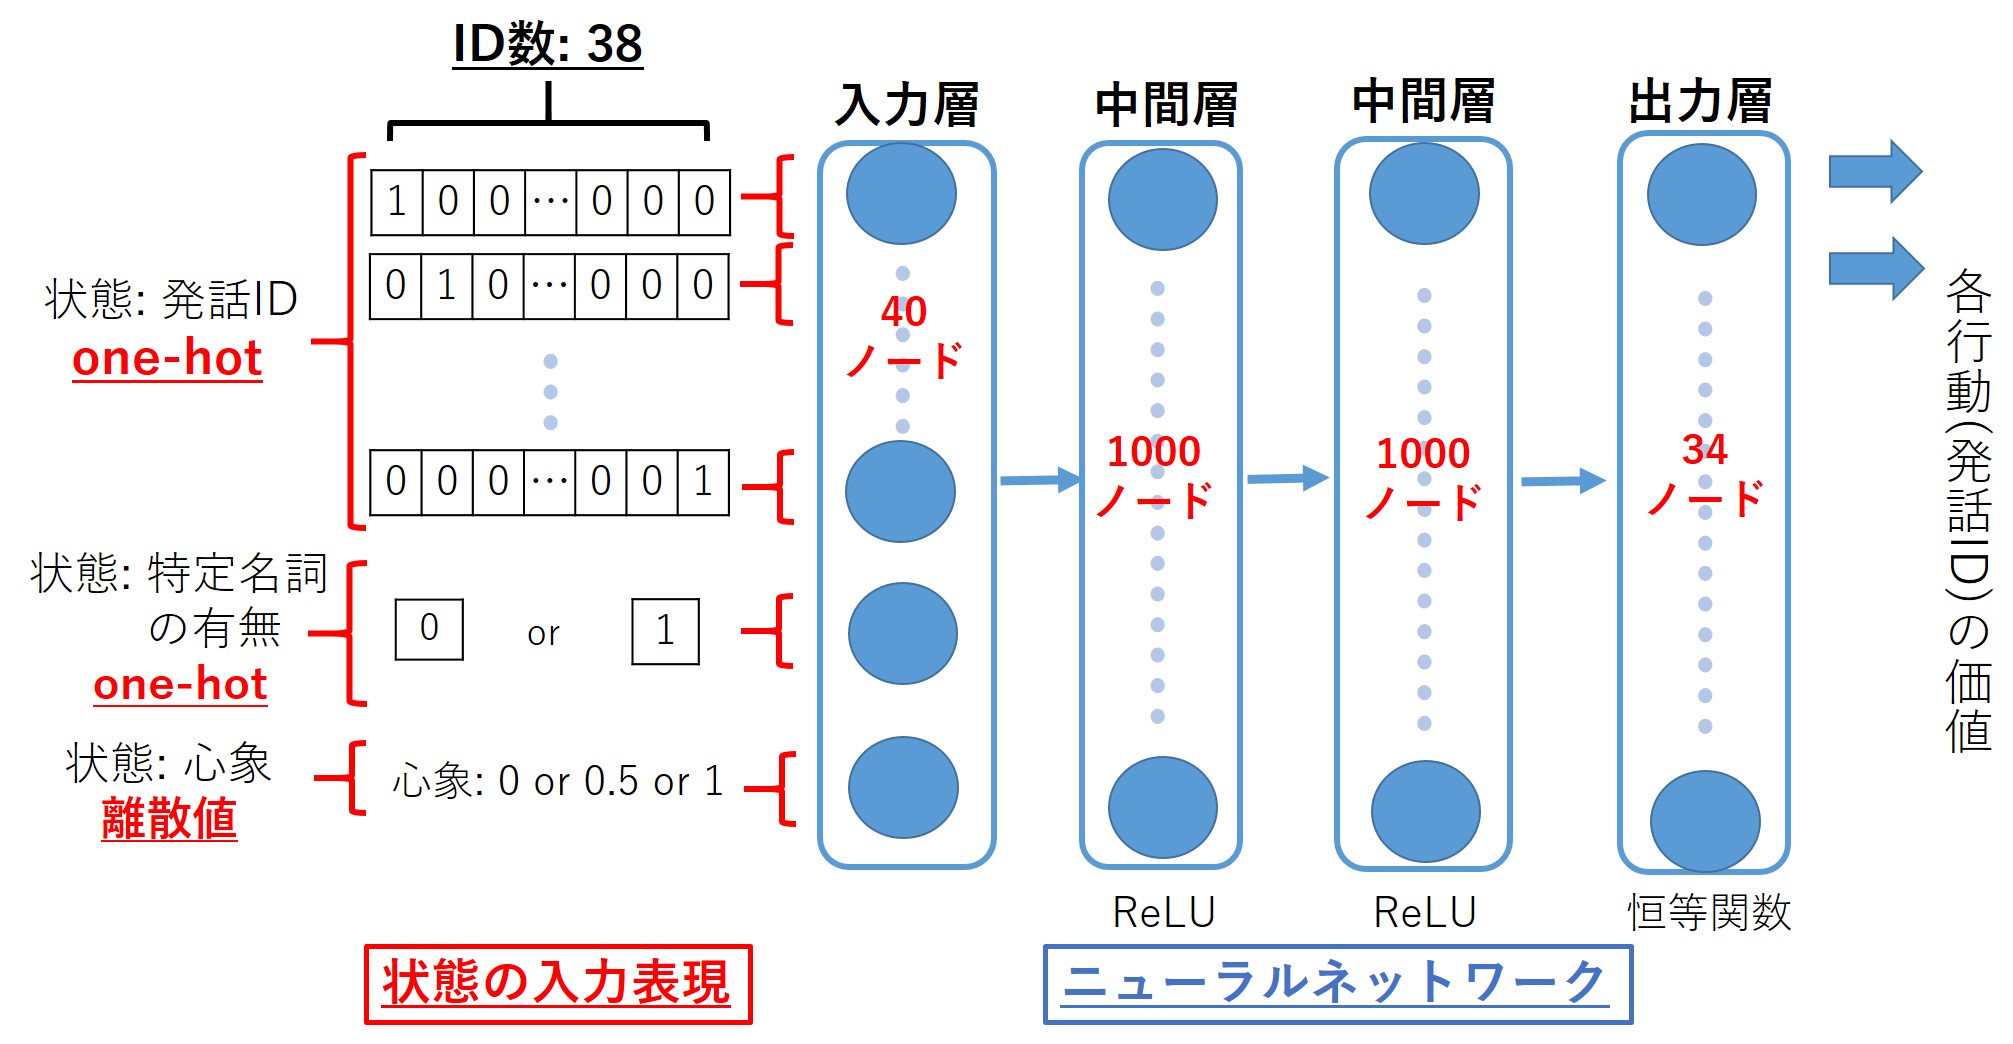 ID数: 38
入力層
中間層
中間層
出力層
1 0 0 … 0 0 0
0 1 0 … 0 0 0
0 0 0 … 0 0 1
状態: 発話ID
one-hot
状態: 特定名詞
の有無
one-hot
0 or 1
状態: 心象
離散値
心象: 0 or 0.5 or 1
40
ノード
1000
ノード
1000
ノード
34
ノード
各行動(発話ID)の価値
ReLU
ReLU
恒等関数
状態の入力表現
ニューラルネットワーク